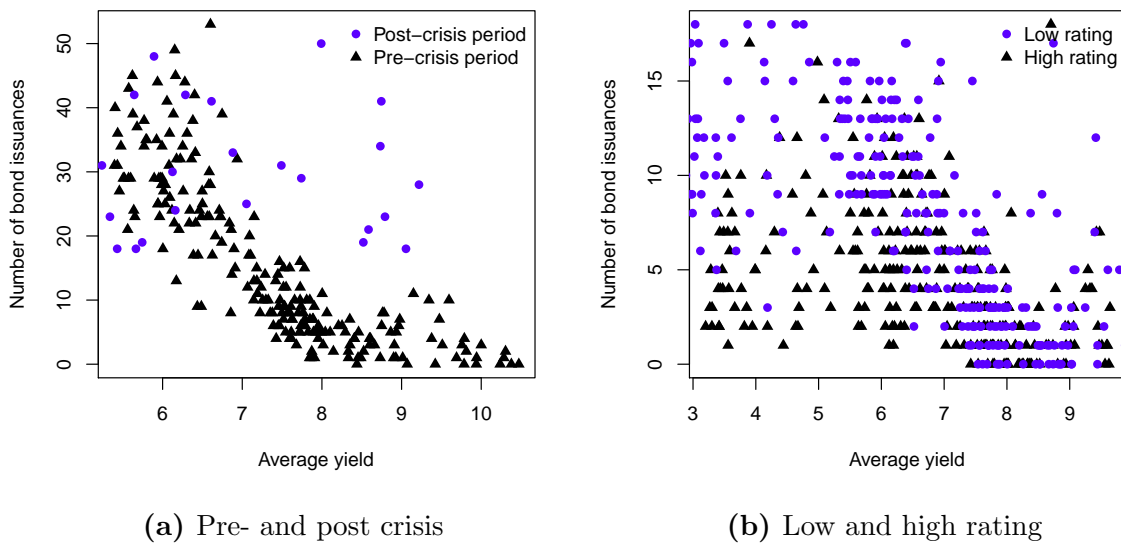 Post−crisis period
Pre−crisis period
Number of bond issuances
50
40
30
20
10
0
6 7 8 9 10
Average yield
(a) Pre- and post crisis
Low rating
High rating
Number of bond issuances
15
10
5
0
3 4 5 6 7 8 9
Average yield
(b) Low and high rating